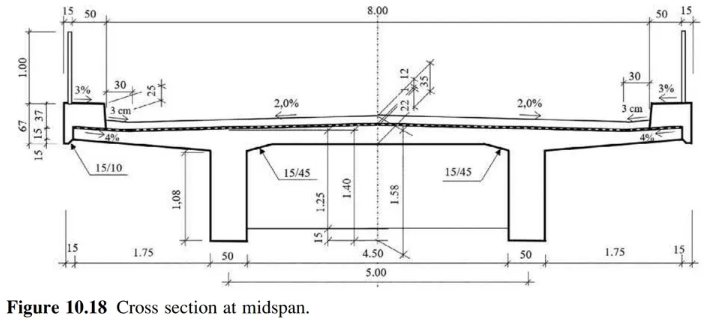 15 50 8.00 50 15
1.00
30 25 12 1 35 22 30
3% 3%
3 cm 2,0% 2,0% 3 cm
67 37 15 15
4% 4%
15/10 15/45 15/45
1,08 1.25 15 1.40 1.58
15 1.75 50 4.50 50 1.75 15
5.00
Figure 10.18 Cross section at midspan.